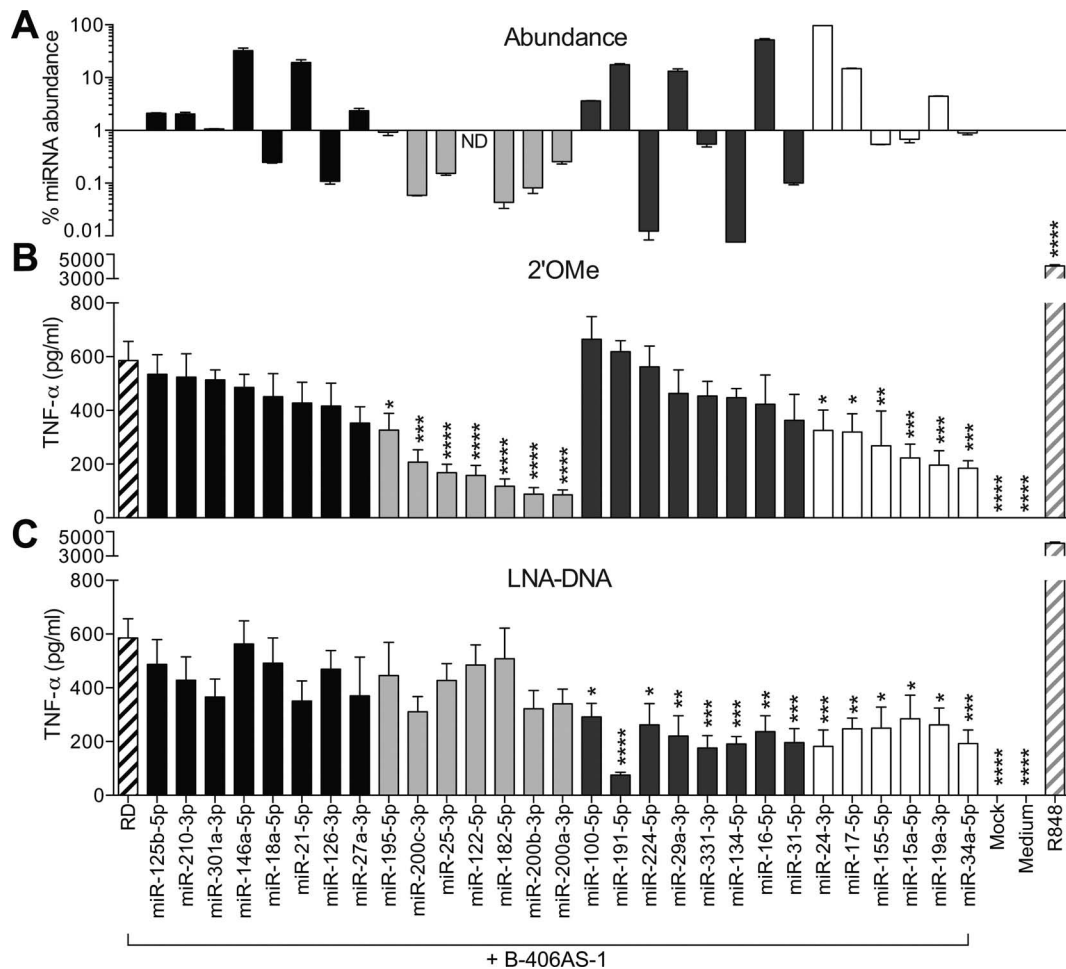 A
Abundance
% miRNA abundance
100
10
1
0.1
0.01
ND
B
2'OMe
TNF-α (pg/ml)
5000
3000
800
600
400
200
0
* *** **** **** **** **** **** * * ** *** *** *** **** **** ****
C
LNA-DNA
TNF-α (pg/ml)
5000
3000
800
600
400
200
0
* **** * ** *** *** ** *** *** ** * * * *** **** ****
RD
miR-125b-5p
miR-210-3p
miR-301a-3p
miR-146a-5p
miR-18a-5p
miR-21-5p
miR-126-3p
miR-27a-3p
miR-195-5p
miR-200c-3p
miR-25-3p
miR-122-5p
miR-182-5p
miR-200b-3p
miR-200a-3p
miR-100-5p
miR-191-5p
miR-224-5p
miR-29a-3p
miR-331-3p
miR-134-5p
miR-16-5p
miR-31-5p
miR-24-3p
miR-17-5p
miR-155-5p
miR-15a-5p
miR-19a-3p
miR-34a-5p
Mock
Medium
R848
+ B-406AS-1